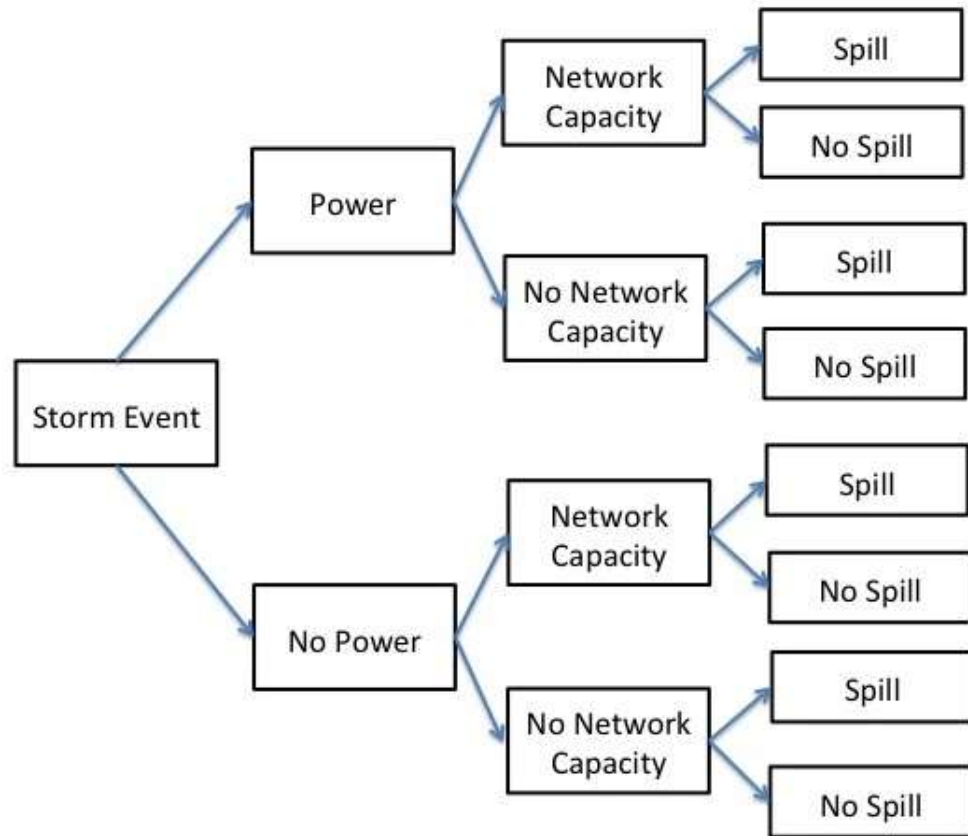 Storm Event
Power
No Power
Network
Capacity
No Network
Capacity
Network
Capacity
No Network
Capacity
Spill
No Spill
Spill
No Spill
Spill
No Spill
Spill
No Spill